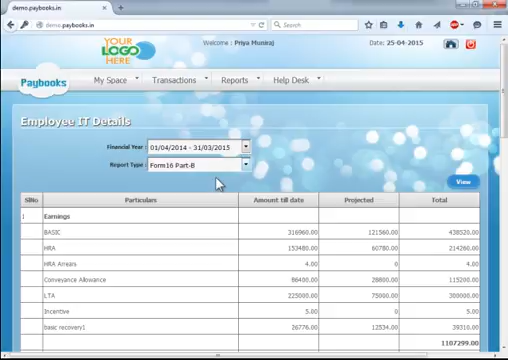 demo.paybooks.in
demo.paybooks.in
Search
YOUR
LOGO
HERE
Welcome : Priya Muniraj
Date: 25-04-2015
Paybooks
My Space
Transactions
Reports
Help Desk
Employee IT Details
Financial Year : 01/04/2014 - 31/03/2015
Report Type : Form16 Part-B
View
SlNo Particulars Amount till date Projected Total
1 Earnings
BASIC 316960.00 121560.00 438520.00
HRA 153480.00 60780.00 214260.00
HRA Arrears 4.00 0 4.00
Conveyance Allowance 86400.00 28800.00 115200.00
LTA 225000.00 75000.00 300000.00
Incentive 5.00 0 5.00
basic recovery1 26776.00 12534.00 39310.00
1107299.00